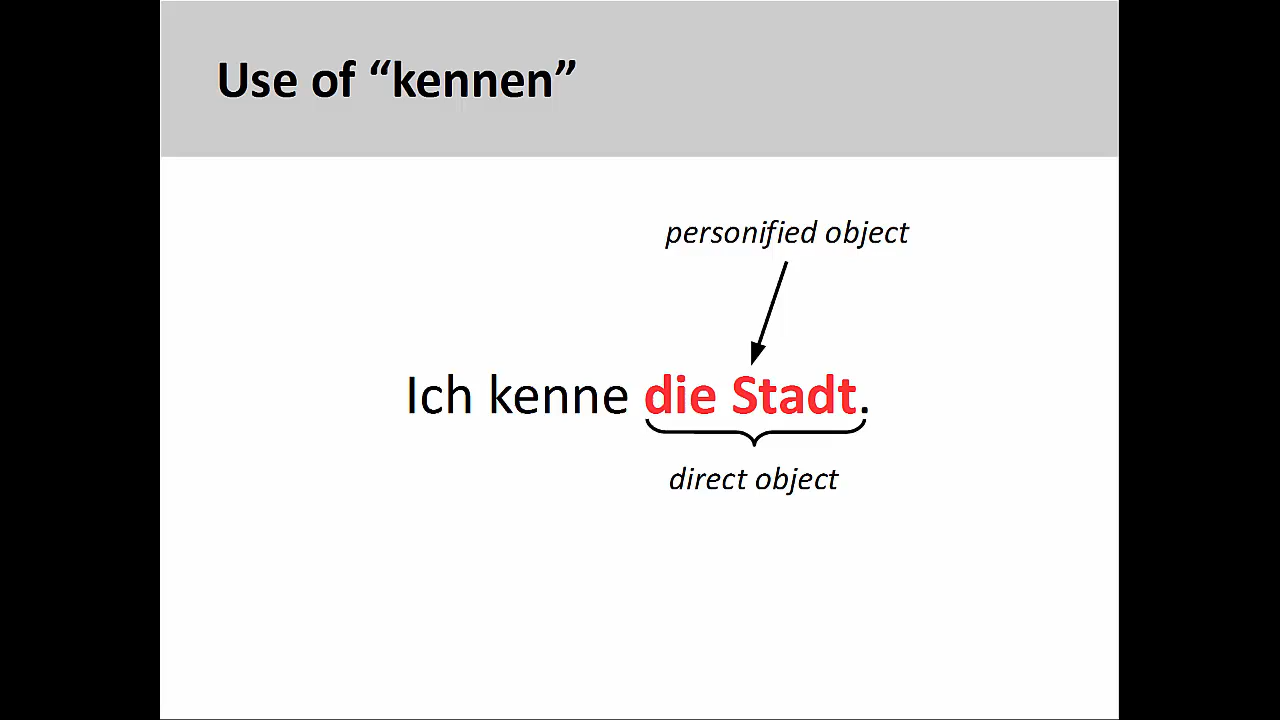 Use of “kennen”
personified object
Ich kenne die Stadt.
direct object